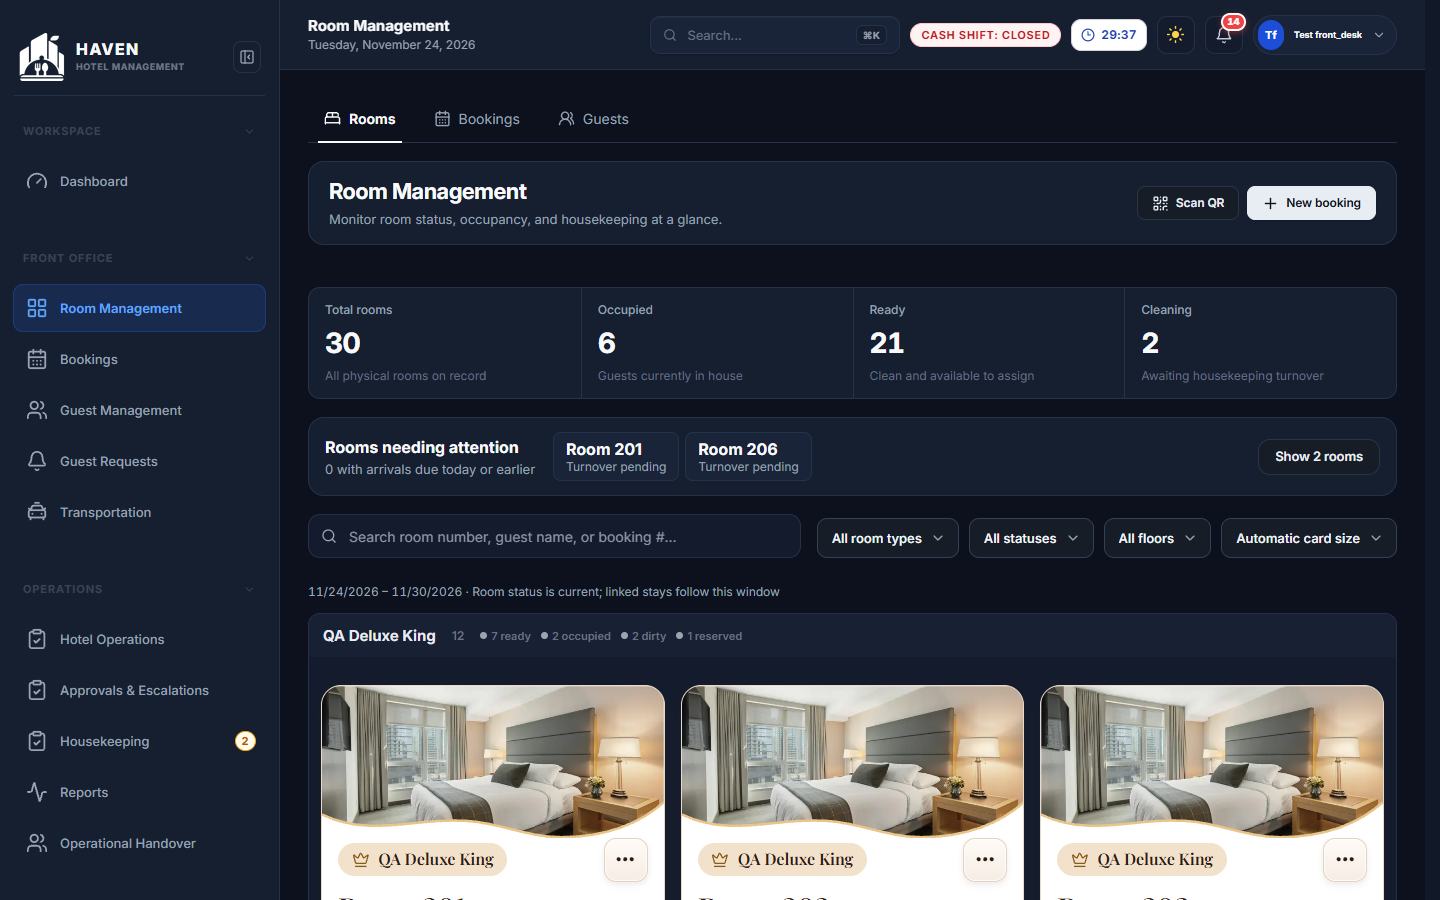 HAVEN
HOTEL MANAGEMENT
WORKSPACE
Dashboard
FRONT OFFICE
Room Management
Bookings
Guest Management
Guest Requests
Transportation
OPERATIONS
Hotel Operations
Approvals & Escalations
Housekeeping 2
Reports
Operational Handover
Room Management
Tuesday, November 24, 2026
Search... ⌘K
CASH SHIFT: CLOSED
29:37
14
Tf Test front_desk
Rooms Bookings Guests
Room Management
Monitor room status, occupancy, and housekeeping at a glance.
Scan QR
New booking
Total rooms
30
All physical rooms on record
Occupied
6
Guests currently in house
Ready
21
Clean and available to assign
Cleaning
2
Awaiting housekeeping turnover
Rooms needing attention
0 with arrivals due today or earlier
Room 201
Turnover pending
Room 206
Turnover pending
Show 2 rooms
Search room number, guest name, or booking #...
All room types
All statuses
All floors
Automatic card size
11/24/2026 – 11/30/2026 · Room status is current; linked stays follow this window
QA Deluxe King 12 7 ready 2 occupied 2 dirty 1 reserved
QA Deluxe King
QA Deluxe King
QA Deluxe King